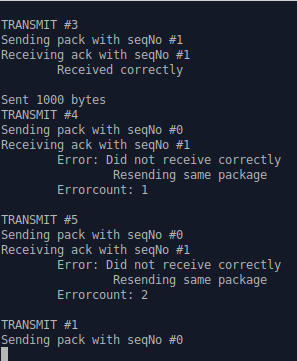 TRANSMIT #3
Sending pack with seqNo #1
Receiving ack with seqNo #1
Received correctly
Sent 1000 bytes
TRANSMIT #4
Sending pack with seqNo #0
Receiving ack with seqNo #1
Error: Did not receive correctly
Resending same package
Errorcount: 1
TRANSMIT #5
Sending pack with seqNo #0
Receiving ack with seqNo #1
Error: Did not receive correctly
Resending same package
Errorcount: 2
TRANSMIT #1
Sending pack with seqNo #0